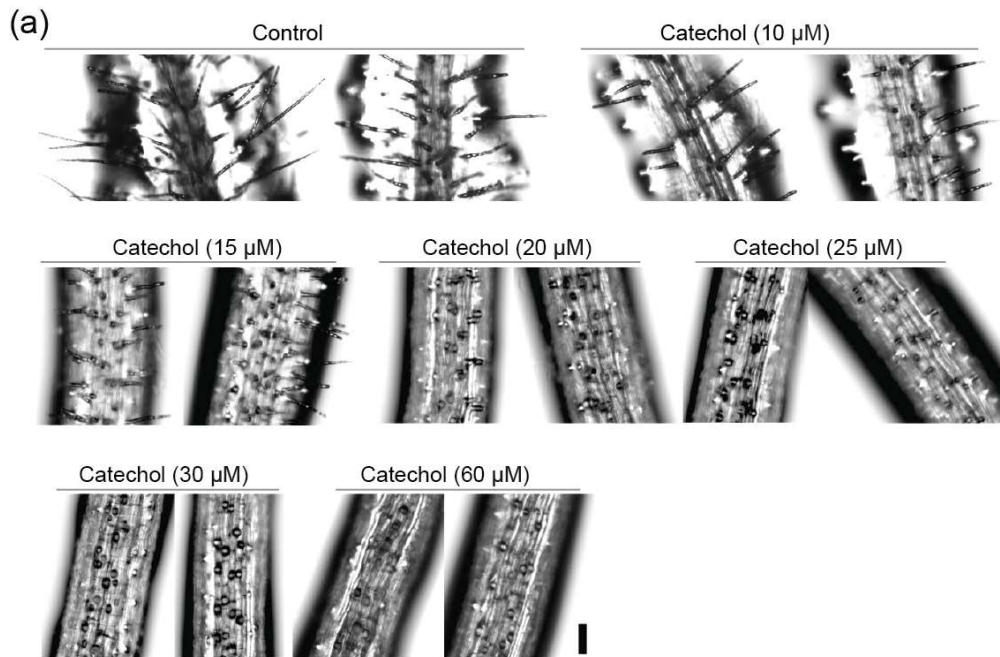 (a)
Control
Catechol (10 µM)
Catechol (15 µM)
Catechol (20 µM)
Catechol (25 µM)
Catechol (30 µM)
Catechol (60 µM)